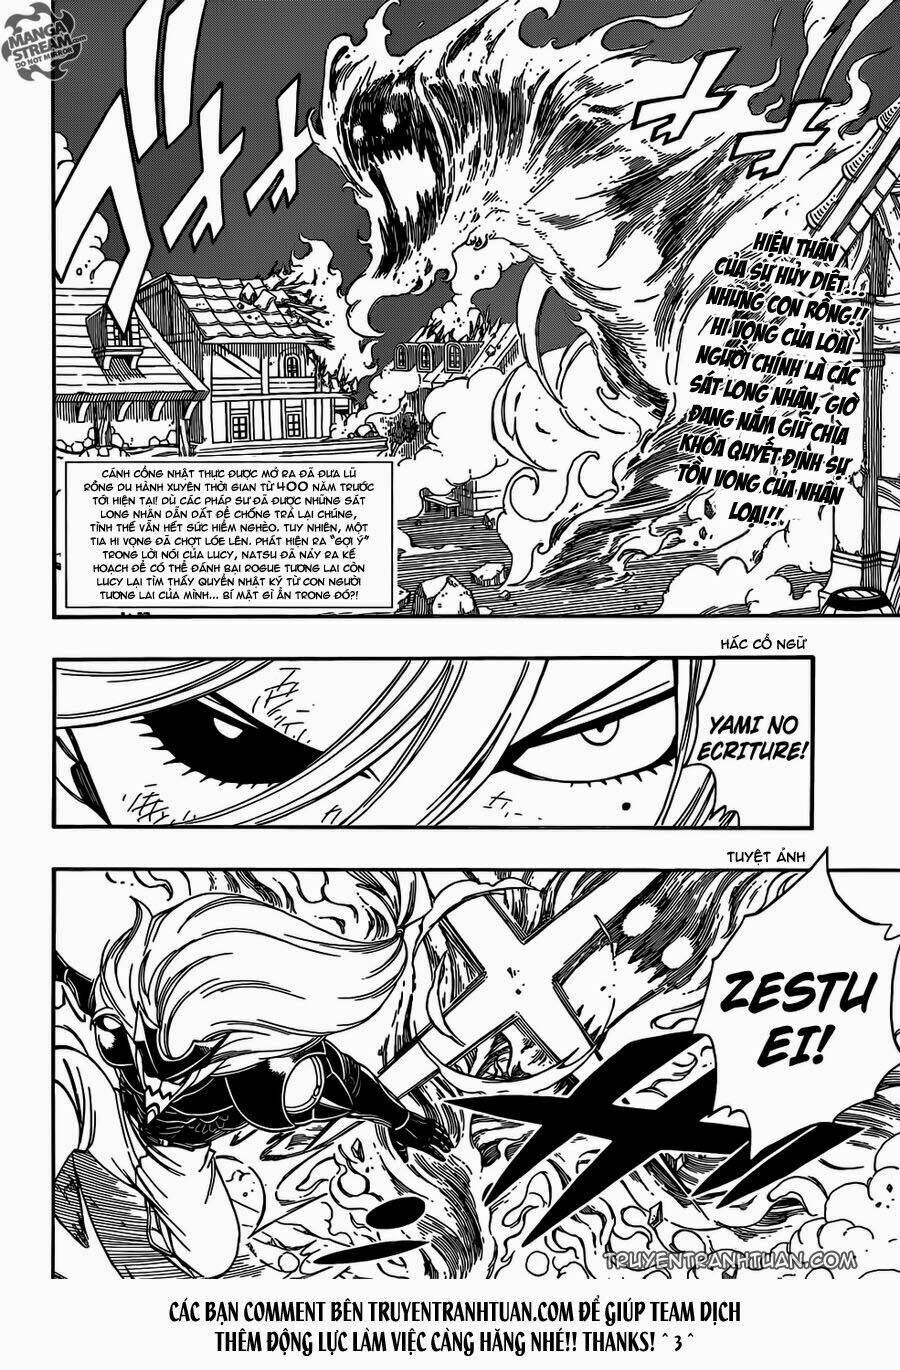 MANGA
STREAM.COM
DO NOT MIRROR
HIỆN THÂN
CỦA SỰ HỦY DIỆT...
NHỮNG CON RỒNG!!
HI VỌNG CỦA LOÀI
NGƯỜI CHÍNH LÀ CÁC
SÁT LONG NHÂN, GIỜ
ĐANG NẮM GIỮ CHÌA
KHÓA QUYẾT ĐỊNH SỰ
TỒN VONG CỦA NHÂN
LOẠI!!
CÁNH CỔNG NHẬT THỰC ĐƯỢC MỞ RA ĐÃ ĐƯA LŨ
RỒNG DU HÀNH XUYÊN THỜI GIAN TỪ 400 NĂM TRƯỚC
TỚI HIỆN TẠI! DÙ CÁC PHÁP SƯ ĐÃ ĐƯỢC NHỮNG SÁT
LONG NHÂN DẪN DẮT ĐỂ CHỐNG TRẢ LẠI CHÚNG,
TÌNH THẾ VẪN HẾT SỨC HIỂM NGHÈO. TUY NHIÊN, MỘT
TIA HI VỌNG ĐÃ CHỢT LÓE LÊN. PHÁT HIỆN RA "GỢI Ý"
TRONG LỜI NÓI CỦA LUCY, NATSU ĐÃ NẢY RA KẾ
HOẠCH ĐỂ CÓ THỂ ĐÁNH BẠI ROGUE TƯƠNG LAI CÒN
LUCY LẠI TÌM THẤY QUYỂN NHẬT KÝ TỪ CON NGƯỜI
TƯƠNG LAI CỦA MÌNH... BÍ MẬT GÌ ẨN TRONG ĐÓ?!
HẮC CỔ NGỮ
YAMI NO
ECRITURE!
TUYỆT ẢNH
ZESTU
EI!
TRUYENTRANHTUAN.COM
CÁC BẠN COMMENT BÊN TRUYENTRANHTUAN.COM ĐỂ GIÚP TEAM DỊCH
THÊM ĐỘNG LỰC LÀM VIỆC CÀNG HĂNG NHÉ!! THANKS! ^3^